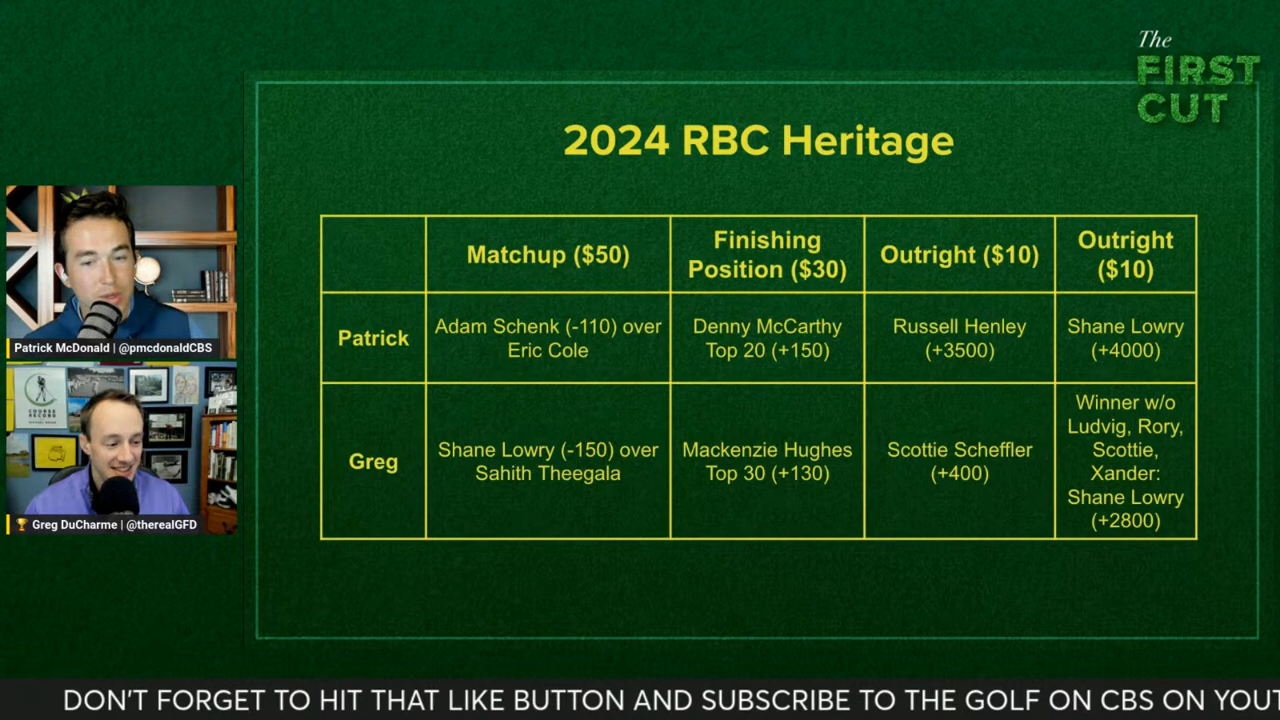 The
FIRST
CUT
2024 RBC Heritage
Matchup ($50)
Finishing
Position ($30)
Outright ($10)
Outright
($10)
Patrick
Adam Schenk (-110) over
Eric Cole
Denny McCarthy
Top 20 (+150)
Russell Henley
(+3500)
Shane Lowry
(+4000)
Greg
Shane Lowry (-150) over
Sahith Theegala
Mackenzie Hughes
Top 30 (+130)
Scottie Scheffler
(+400)
Winner w/o
Ludvig, Rory,
Scottie,
Xander:
Shane Lowry
(+2800)
Patrick McDonald | @pmcdonaldCBS
COURSE
RECORD
Greg DuCharme | @therealGFD
DON'T FORGET TO HIT THAT LIKE BUTTON AND SUBSCRIBE TO THE GOLF ON CBS ON YOUT